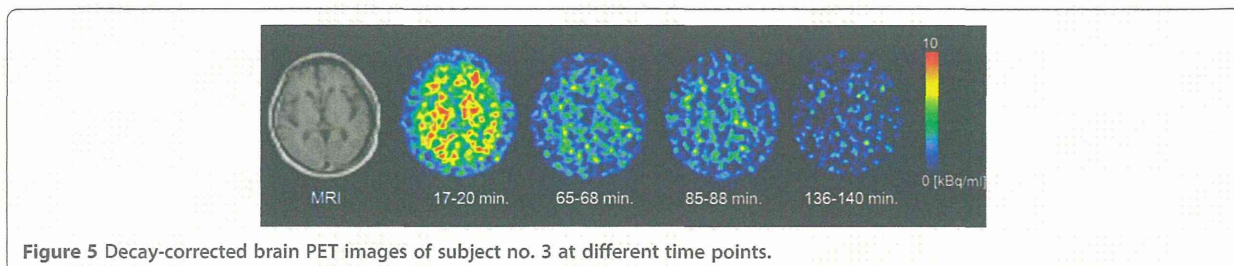 10
0 [kBq/ml]
MRI 17-20 min. 65-68 min. 85-88 min. 136-140 min.
Figure 5 Decay-corrected brain PET images of subject no. 3 at different time points.